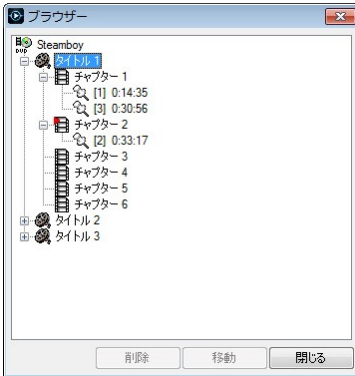 ブラウザー
DVD
Steamboy
タイトル 1
チャプター 1
[1] 0:14:35
[3] 0:30:56
チャプター 2
[2] 0:33:17
チャプター 3
チャプター 4
チャプター 5
チャプター 6
タイトル 2
タイトル 3
削除 移動 閉じる